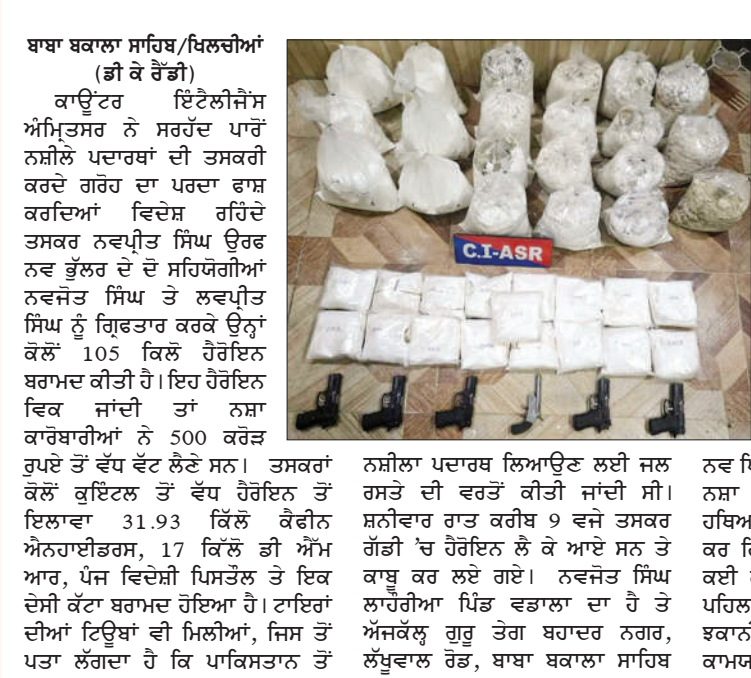 ਬਾਬਾ ਬਕਾਲਾ ਸਾਹਿਬ/ਖਿਲਚੀਆਂ
(ਡੀ ਕੇ ਰੈੱਡੀ)
ਕਾਊਂਟਰ ਇੰਟੈਲੀਜੈਂਸ
ਅੰਮ੍ਰਿਤਸਰ ਨੇ ਸਰਹੱਦ ਪਾਰੋਂ
ਨਸ਼ੀਲੇ ਪਦਾਰਥਾਂ ਦੀ ਤਸਕਰੀ
ਕਰਦੇ ਗਰੋਹ ਦਾ ਪਰਦਾ ਫਾਸ਼
ਕਰਦਿਆਂ ਵਿਦੇਸ਼ ਰਹਿੰਦੇ
ਤਸਕਰ ਨਵਪ੍ਰੀਤ ਸਿੰਘ ਉਰਫ
ਨਵ ਭੁੱਲਰ ਦੇ ਦੋ ਸਹਿਯੋਗੀਆਂ
ਨਵਜੋਤ ਸਿੰਘ ਤੇ ਲਵਪ੍ਰੀਤ
ਸਿੰਘ ਨੂੰ ਗ੍ਰਿਫਤਾਰ ਕਰਕੇ ਉਨ੍ਹਾਂ
ਕੋਲੋਂ 105 ਕਿਲੋ ਹੈਰੋਇਨ
ਬਰਾਮਦ ਕੀਤੀ ਹੈ। ਇਹ ਹੈਰੋਇਨ
ਵਿਕ ਜਾਂਦੀ ਤਾਂ ਨਸ਼ਾ
ਕਾਰੋਬਾਰੀਆਂ ਨੇ 500 ਕਰੋੜ
ਰੁਪਏ ਤੋਂ ਵੱਧ ਵੱਟ ਲੈਣੇ ਸਨ। ਤਸਕਰਾਂ
ਕੋਲੋਂ ਕੁਇੰਟਲ ਤੋਂ ਵੱਧ ਹੈਰੋਇਨ ਤੋਂ
ਇਲਾਵਾ 31.93 ਕਿੱਲੋ ਕੈਫੀਨ
ਐਨਹਾਈਡਰਸ, 17 ਕਿੱਲੋ ਡੀ ਐੱਮ
ਆਰ, ਪੰਜ ਵਿਦੇਸ਼ੀ ਪਿਸਤੌਲ ਤੇ ਇਕ
ਦੇਸੀ ਕੱਟਾ ਬਰਾਮਦ ਹੋਇਆ ਹੈ। ਟਾਇਰਾਂ
ਦੀਆਂ ਟਿਊਬਾਂ ਵੀ ਮਿਲੀਆਂ, ਜਿਸ ਤੋਂ
ਪਤਾ ਲੱਗਦਾ ਹੈ ਕਿ ਪਾਕਿਸਤਾਨ ਤੋਂ
C.I-ASR
ਨਸ਼ੀਲਾ ਪਦਾਰਥ ਲਿਆਉਣ ਲਈ ਜਲ
ਰਸਤੇ ਦੀ ਵਰਤੋਂ ਕੀਤੀ ਜਾਂਦੀ ਸੀ।
ਸ਼ਨੀਵਾਰ ਰਾਤ ਕਰੀਬ 9 ਵਜੇ ਤਸਕਰ
ਗੱਡੀ 'ਚ ਹੈਰੋਇਨ ਲੈ ਕੇ ਆਏ ਸਨ ਤੇ
ਕਾਬੂ ਕਰ ਲਏ ਗਏ। ਨਵਜੋਤ ਸਿੰਘ
ਲਾਹੌਰੀਆ ਪਿੰਡ ਵਡਾਲਾ ਦਾ ਹੈ ਤੇ
ਅੱਜਕੱਲ੍ਹ ਗੁਰੂ ਤੇਗ ਬਹਾਦਰ ਨਗਰ,
ਲੱਖੂਵਾਲ ਰੋਡ, ਬਾਬਾ ਬਕਾਲਾ ਸਾਹਿਬ
ਨਵ
ਨਸ਼ਾ
ਕਰ
ਕਈ